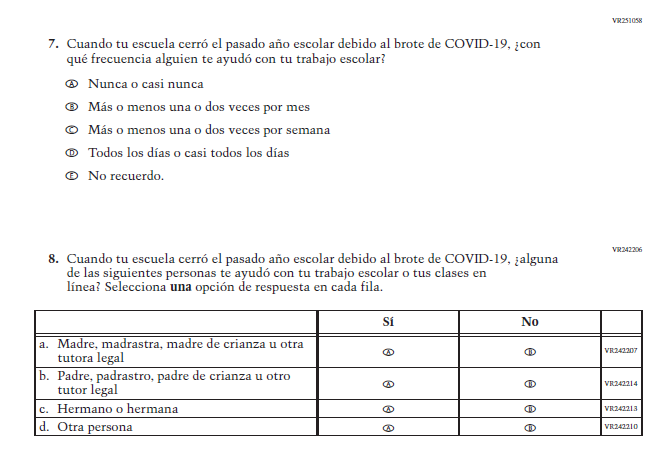 VR251058
7. Cuando tu escuela cerró el pasado año escolar debido al brote de COVID-19, ¿con
qué frecuencia alguien te ayudó con tu trabajo escolar?
A Nunca o casi nunca
B Más o menos una o dos veces por mes
C Más o menos una o dos veces por semana
D Todos los días o casi todos los días
E No recuerdo.
VR242206
8. Cuando tu escuela cerró el pasado año escolar debido al brote de COVID-19, ¿alguna
de las siguientes personas te ayudó con tu trabajo escolar o tus clases en
línea? Selecciona una opción de respuesta en cada fila.
Sí No
a. Madre, madrastra, madre de crianza u otra
tutora legal A B VR242207
b. Padre, padrastro, padre de crianza u otro
tutor legal A B VR242214
c. Hermano o hermana A B VR242213
d. Otra persona A B VR242210